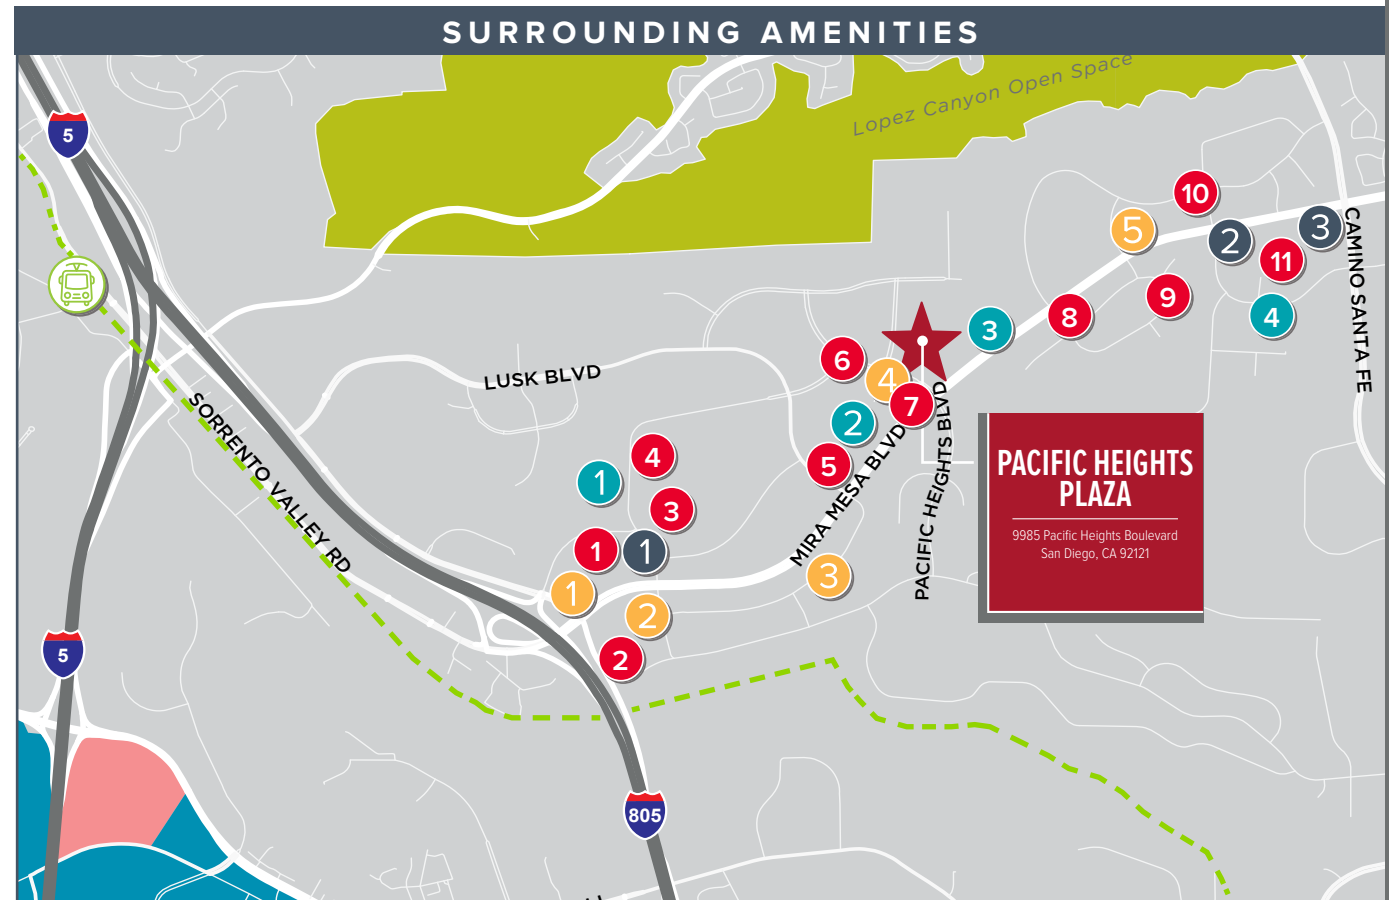 SURROUNDING AMENITIES
Lopez Canyon Open Space
5
10
5
2
3
11
CAMINO SANTA FE
9
4
8
3
6
4
7
LUSK BLVD
2
PACIFIC HEIGHTS BLVD
MIRA MESA BLVD
5
SORRENTO VALLEY RD
4
1
3
1
1
1
3
2
2
5
805
PACIFIC HEIGHTS
PLAZA
9985 Pacific Heights Boulevard
San Diego, CA 92121